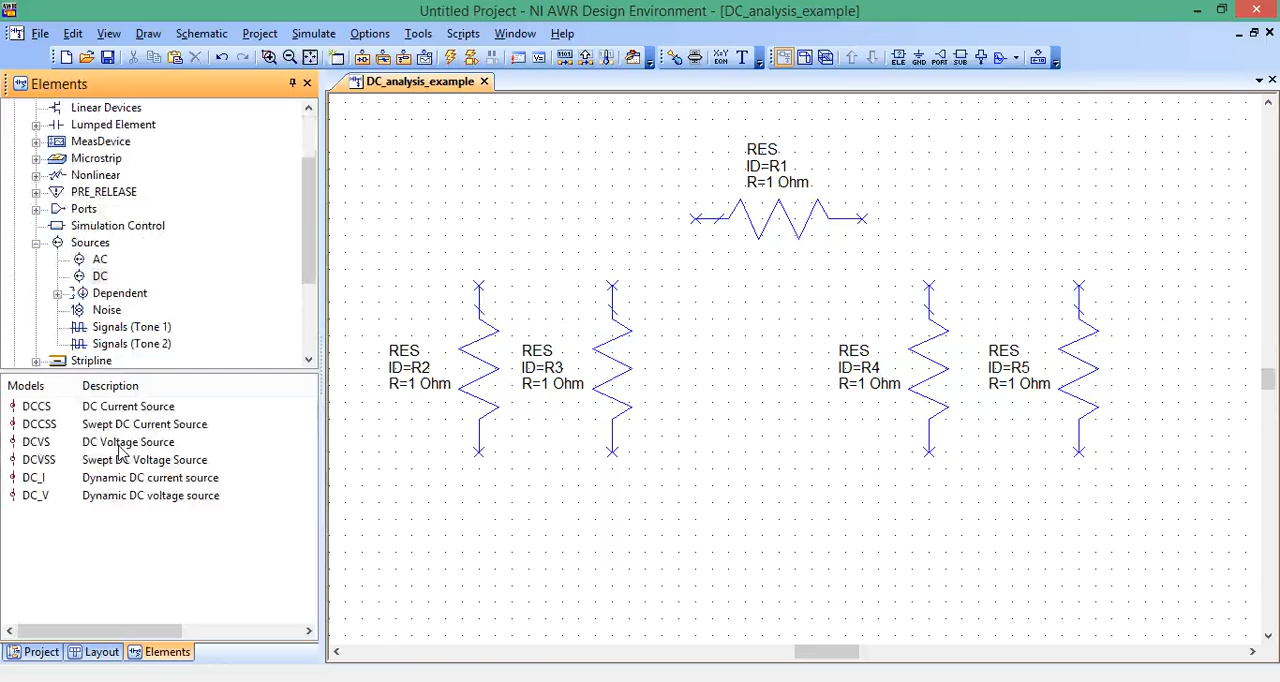 Untitled Project - NI AWR Design Environment - [DC_analysis_example]
File Edit View Draw Schematic Project Simulate Options Tools Scripts Window Help
Elements
DC_analysis_example
Linear Devices
Lumped Element
MeasDevice
Microstrip
Nonlinear
PRE_RELEASE
Ports
Simulation Control
Sources
AC
DC
Dependent
Noise
Signals (Tone 1)
Signals (Tone 2)
Stripline
Models Description
DCCS DC Current Source
DCCSS Swept DC Current Source
DCVS DC Voltage Source
DCVSS Swept DC Voltage Source
DC_I Dynamic DC current source
DC_V Dynamic DC voltage source
Project Layout Elements
RES
ID=R1
R=1 Ohm
RES
ID=R2
R=1 Ohm
RES
ID=R3
R=1 Ohm
RES
ID=R4
R=1 Ohm
RES
ID=R5
R=1 Ohm